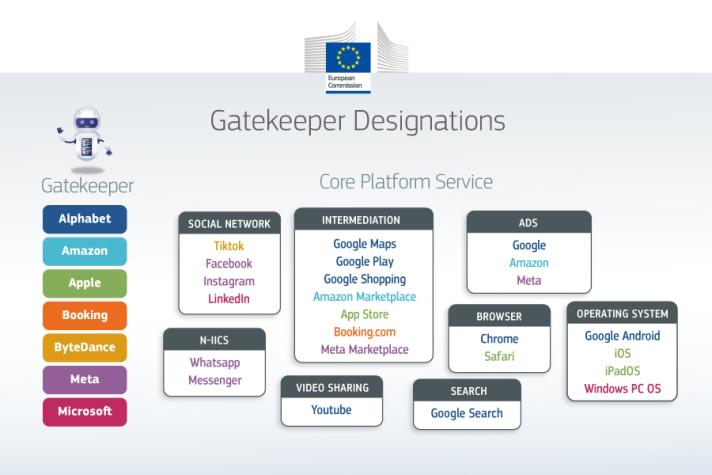 European
Commission
Gatekeeper Designations
Gatekeeper
Alphabet
Amazon
Apple
Booking
ByteDance
Meta
Microsoft
Core Platform Service
SOCIAL NETWORK
Tiktok
Facebook
Instagram
LinkedIn
INTERMEDIATION
Google Maps
Google Play
Google Shopping
Amazon Marketplace
App Store
Booking.com
Meta Marketplace
ADS
Google
Amazon
Meta
N-IICS
Whatsapp
Messenger
BROWSER
Chrome
Safari
OPERATING SYSTEM
Google Android
iOS
iPadOS
Windows PC OS
VIDEO SHARING
Youtube
SEARCH
Google Search